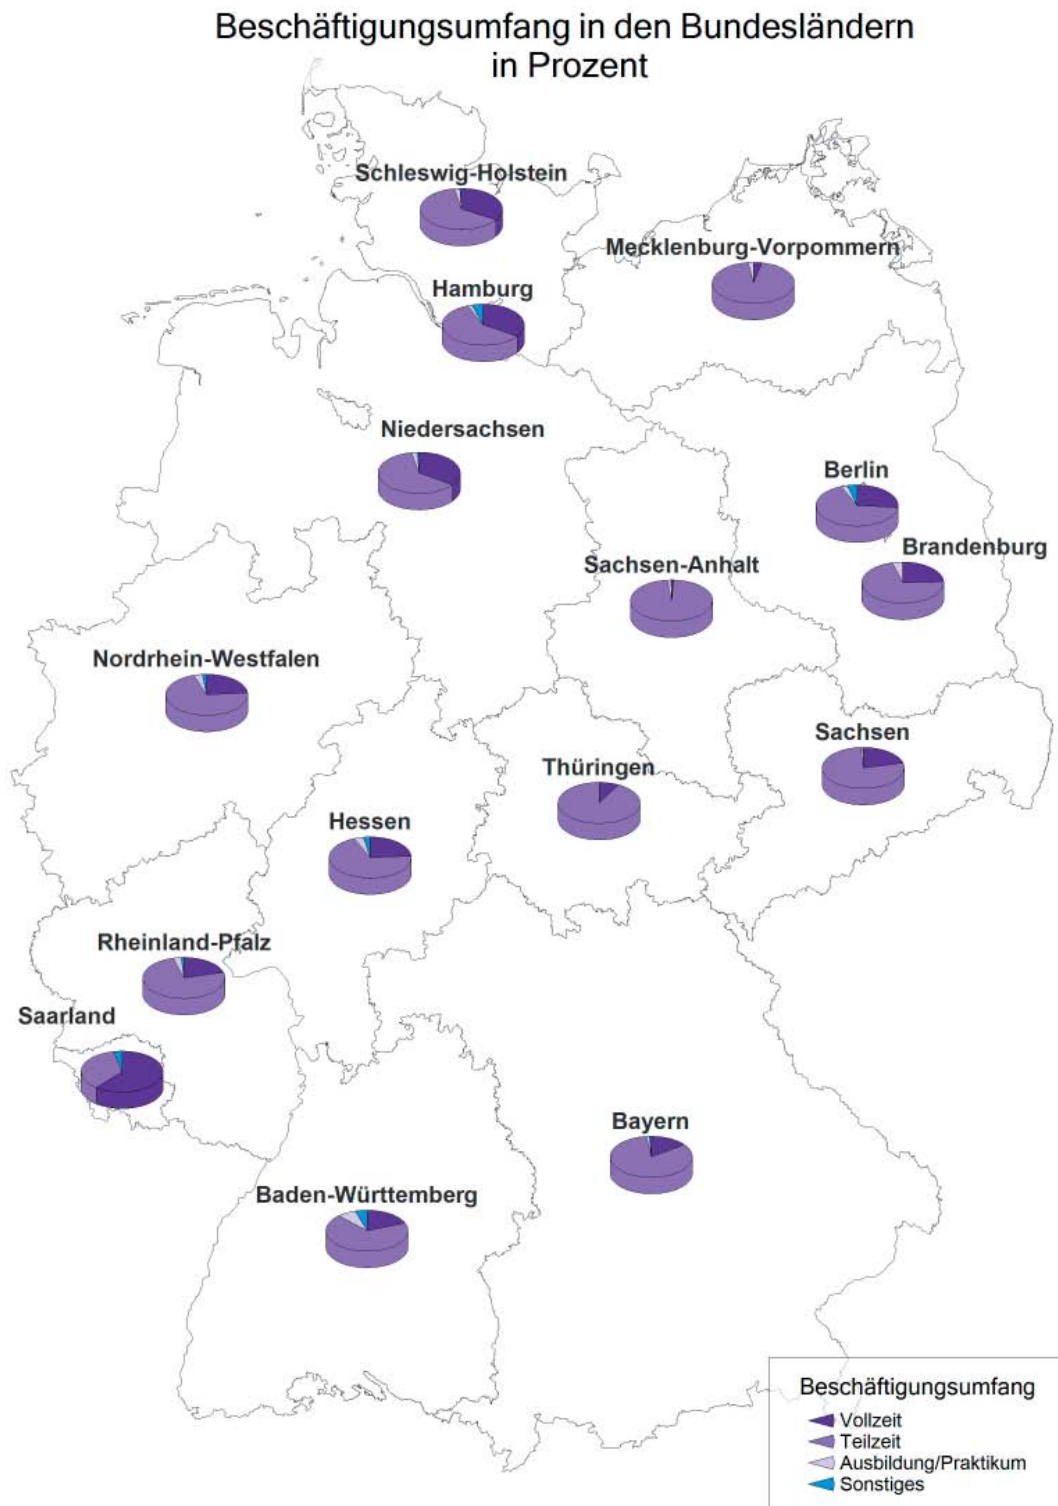 Beschäftigungsumfang in den Bundesländern
in Prozent
Schleswig-Holstein
Mecklenburg-Vorpommern
Hamburg
Niedersachsen
Berlin
Brandenburg
Sachsen-Anhalt
Nordrhein-Westfalen
Sachsen
Thüringen
Hessen
Rheinland-Pfalz
Saarland
Bayern
Baden-Württemberg
Beschäftigungsumfang
Vollzeit
Teilzeit
Ausbildung/Praktikum
Sonstiges